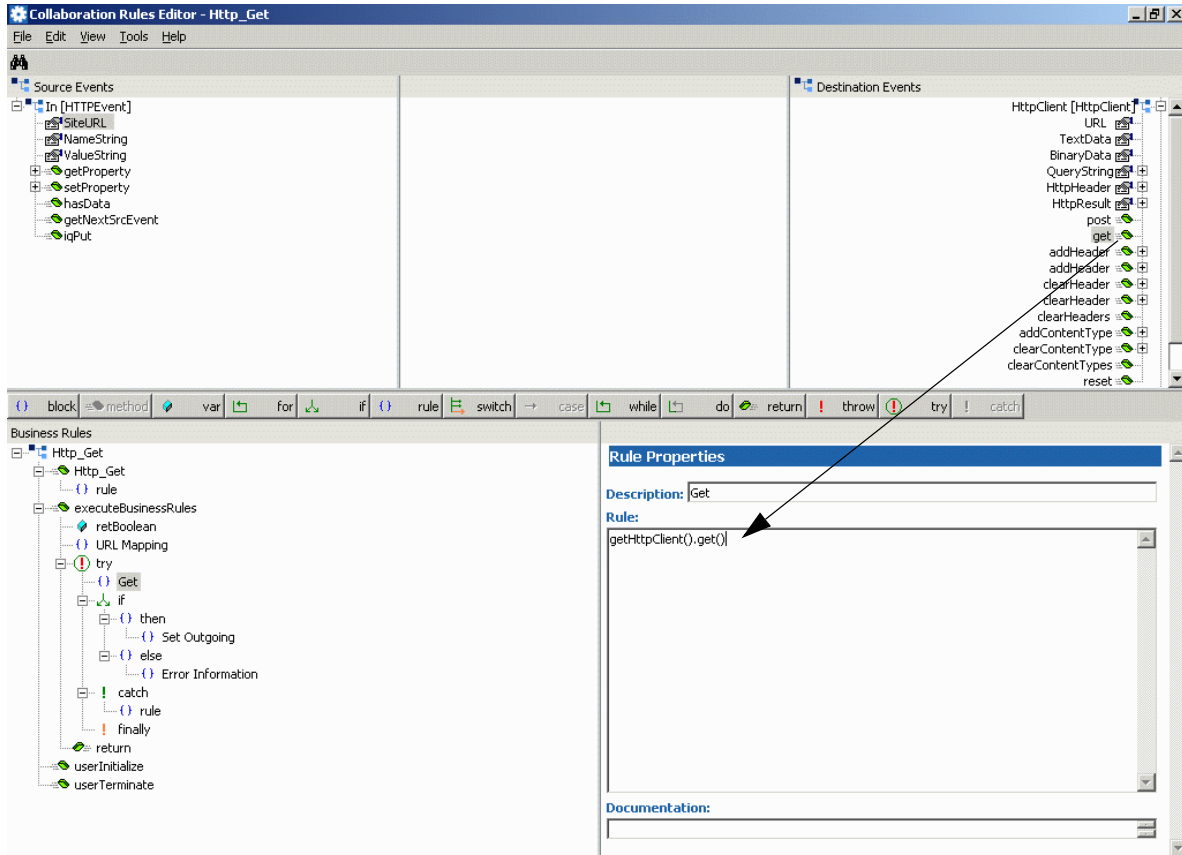 Collaboration Rules Editor - Http_Get
File Edit View Tools Help
Source Events
Destination Events
In [HTTPEvent]
SiteURL
NameString
ValueString
getProperty
setProperty
hasData
getNextSrcEvent
iqPut
HttpClient [HttpClient]
URL
TextData
BinaryData
QueryString
HttpHeader
HttpResult
post
get
addHeader
addHeader
clearHeader
clearHeader
clearHeaders
addContentType
clearContentType
clearContentTypes
reset
{} block method var for if {} rule switch case while do return ! throw ! try ! catch
Business Rules
Http_Get
Http_Get
{} rule
executeBusinessRules
retBoolean
{} URL Mapping
! try
{} Get
if
{} then
{} Set Outgoing
{} else
{} Error Information
! catch
{} rule
! finally
return
userInitialize
userTerminate
Rule Properties
Description: Get
Rule:
getHttpClient().get()
Documentation: